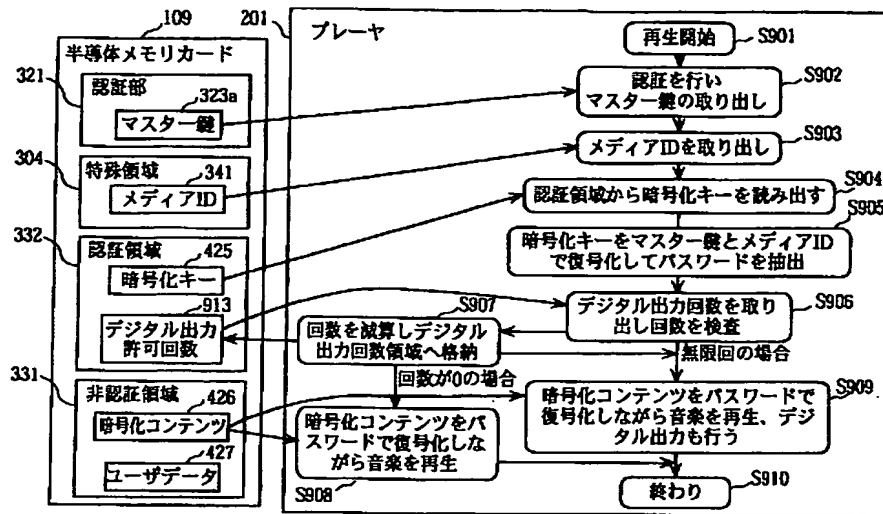 109
半導体メモリカード
321
認証部
323a
マスター鍵
304
特殊領域
341
メディアID
332
認証領域
425
暗号化キー
913
デジタル出力
許可回数
331
非認証領域
426
暗号化コンテンツ
427
ユーザデータ
201
プレーヤ
再生開始
S901
認証を行い
マスター鍵の取り出し
S902
メディアIDを取り出し
S903
認証領域から暗号化キーを読み出す
S904
暗号化キーをマスター鍵とメディアID
で復号化してパスワードを抽出
S905
デジタル出力回数を取り
出し回数を検査
S906
S907
回数を減算しデジタル
出力回数領域へ格納
無限回の場合
回数が0の場合
暗号化コンテンツをパ
スワードで復号化しな
がら音楽を再生
S908
暗号化コンテンツをパスワードで
復号化しながら音楽を再生、デジ
タル出力も行う
S909
終わり
S910